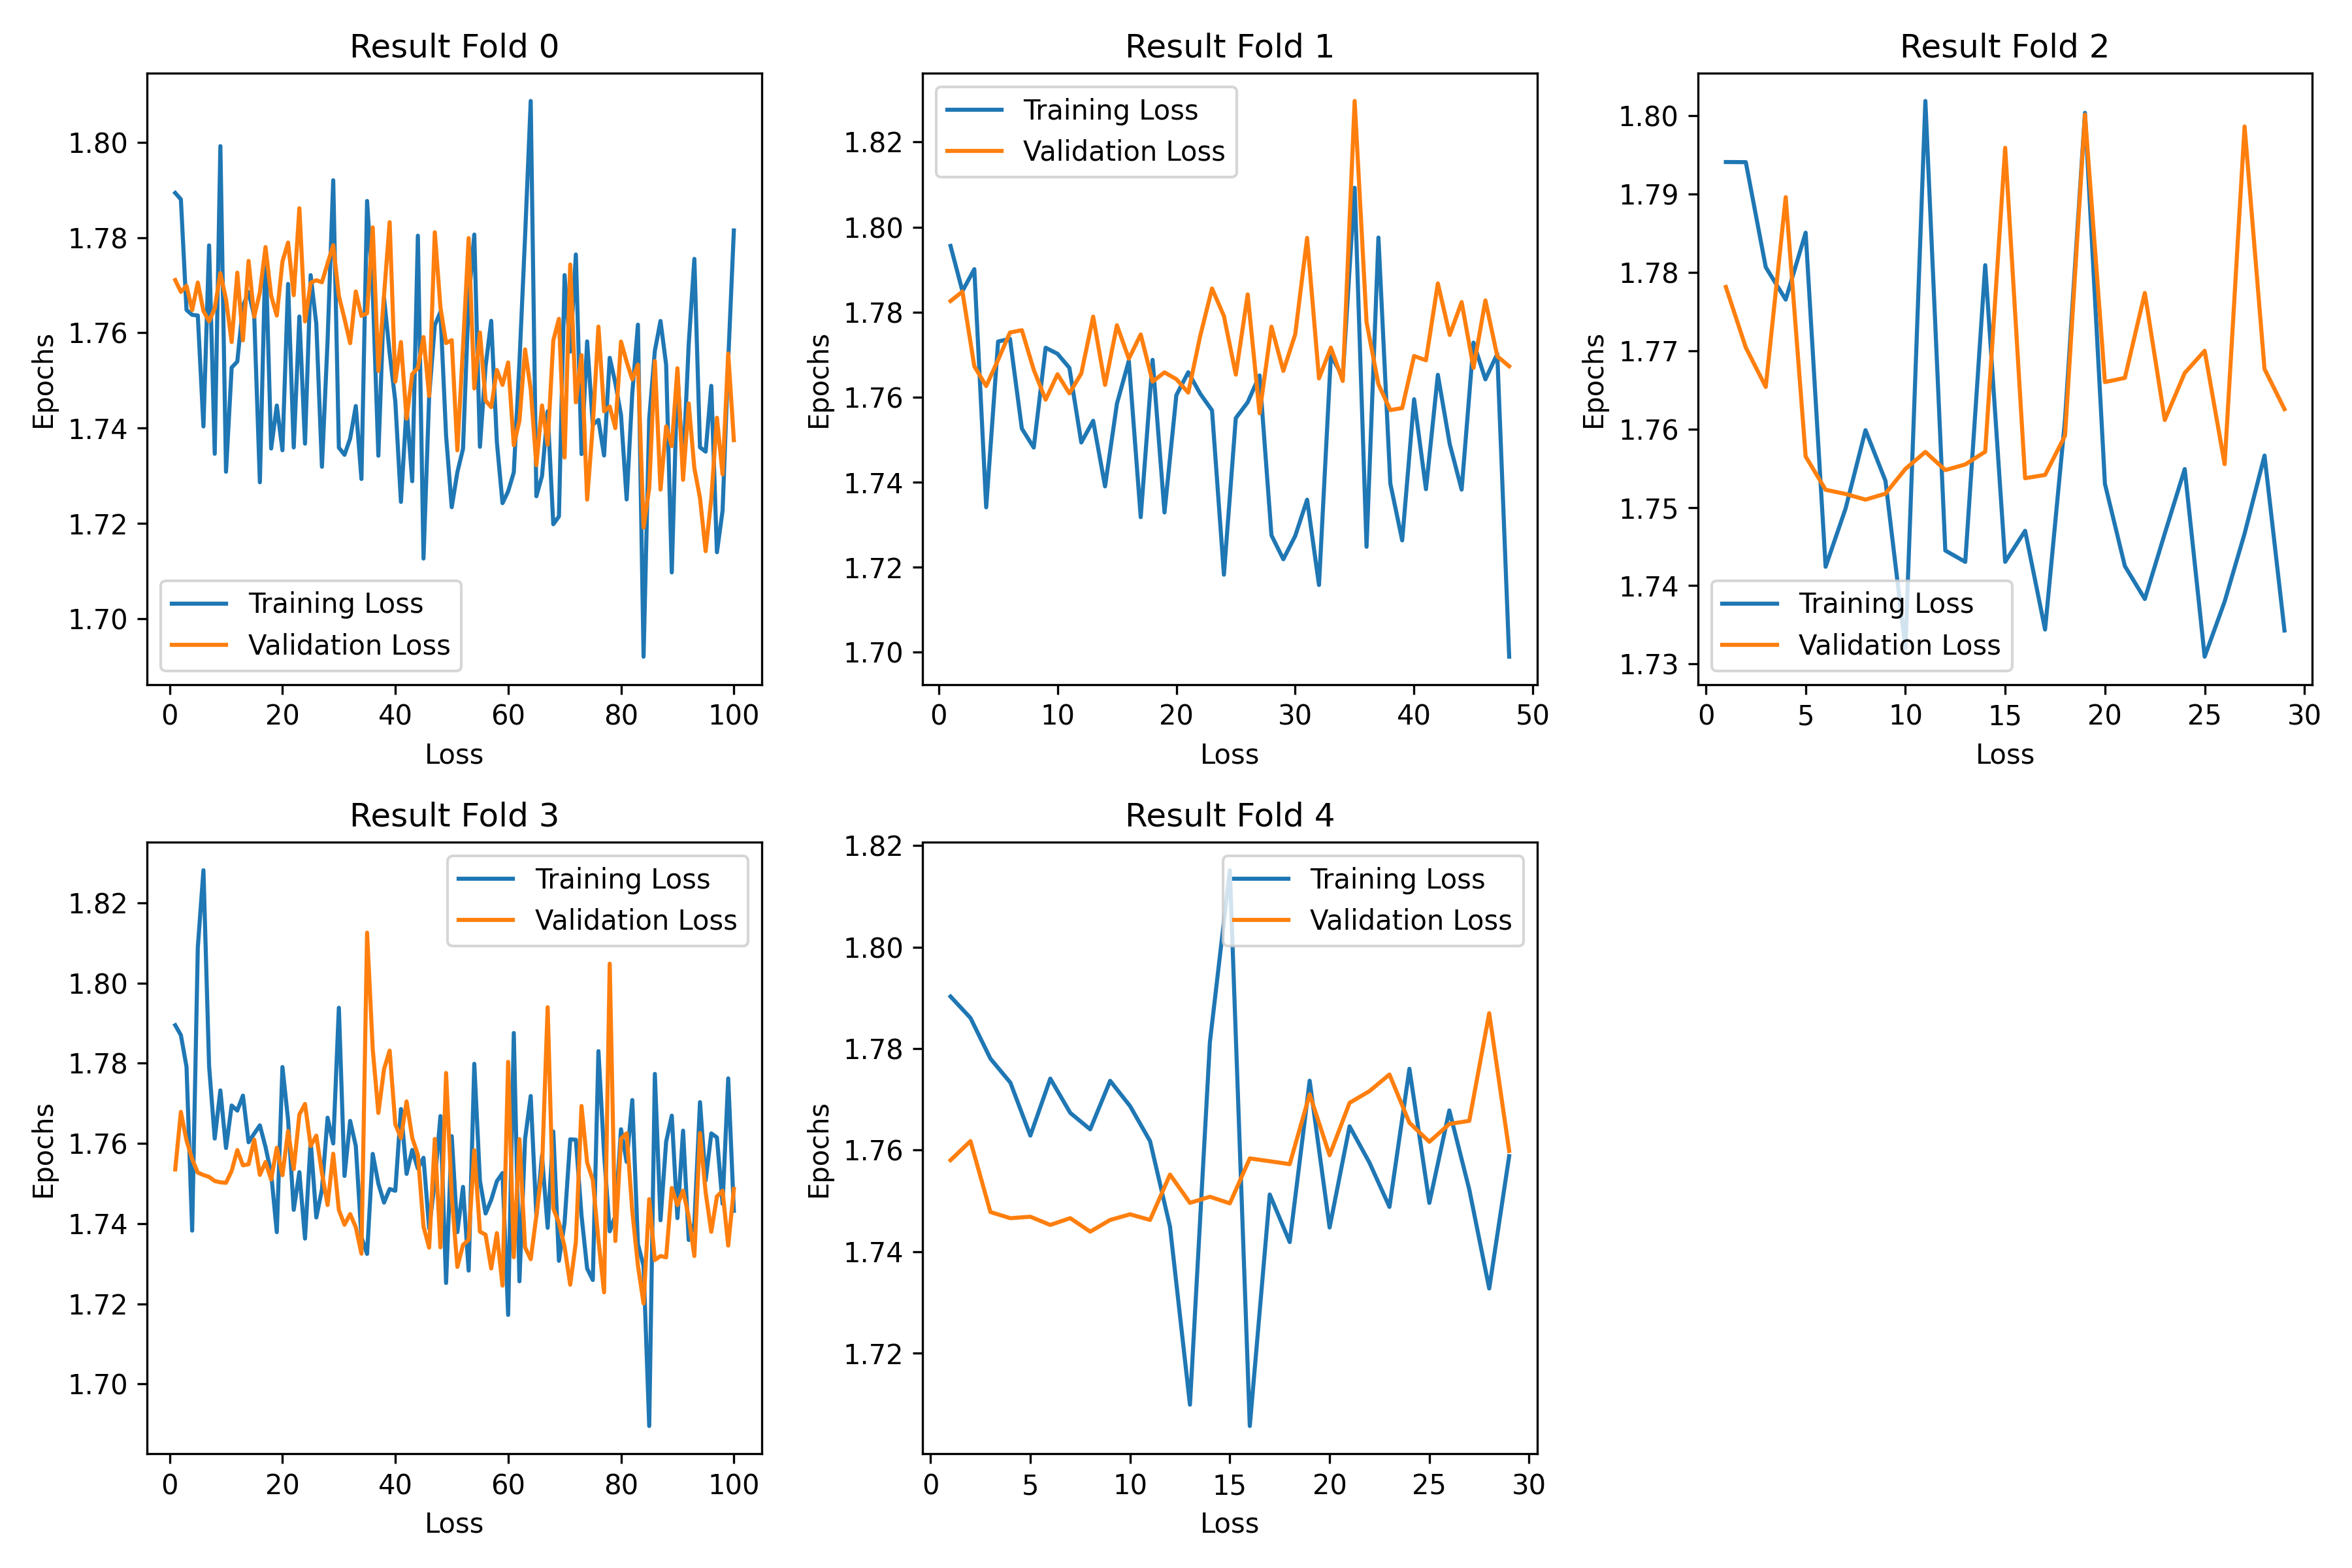 Result Fold 0
Epochs
1.80
1.78
1.76
1.74
1.72
1.70
Training Loss
Validation Loss
0 20 40 60 80 100
Loss
Result Fold 1
Epochs
1.82
1.80
1.78
1.76
1.74
1.72
1.70
Training Loss
Validation Loss
0 10 20 30 40 50
Loss
Result Fold 2
Epochs
1.80
1.79
1.78
1.77
1.76
1.75
1.74
1.73
Training Loss
Validation Loss
0 5 10 15 20 25 30
Loss
Result Fold 3
Epochs
1.82
1.80
1.78
1.76
1.74
1.72
1.70
Training Loss
Validation Loss
0 20 40 60 80 100
Loss
Result Fold 4
Epochs
1.82
1.80
1.78
1.76
1.74
1.72
Training Loss
Validation Loss
0 5 10 15 20 25 30
Loss